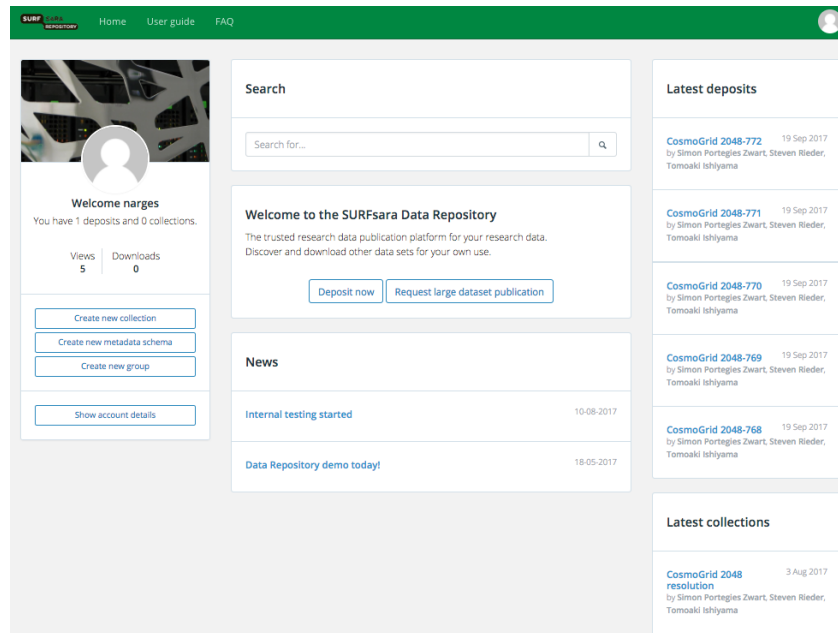 SURF SARA
REPOSITORY
Home
User guide
FAQ
Welcome narges
You have 1 deposits and 0 collections.
Views
5
Downloads
0
Create new collection
Create new metadata schema
Create new group
Show account details
Search
Search for...
Welcome to the SURFsara Data Repository
The trusted research data publication platform for your research data.
Discover and download other data sets for your own use.
Deposit now
Request large dataset publication
News
Internal testing started
10-08-2017
Data Repository demo today!
18-05-2017
Latest deposits
CosmoGrid 2048-772
19 Sep 2017
by Simon Portegies Zwart, Steven Rieder,
Tomoaki Ishiyama
CosmoGrid 2048-771
19 Sep 2017
by Simon Portegies Zwart, Steven Rieder,
Tomoaki Ishiyama
CosmoGrid 2048-770
19 Sep 2017
by Simon Portegies Zwart, Steven Rieder,
Tomoaki Ishiyama
CosmoGrid 2048-769
19 Sep 2017
by Simon Portegies Zwart, Steven Rieder,
Tomoaki Ishiyama
CosmoGrid 2048-768
19 Sep 2017
by Simon Portegies Zwart, Steven Rieder,
Tomoaki Ishiyama
Latest collections
CosmoGrid 2048
resolution
3 Aug 2017
by Simon Portegies Zwart, Steven Rieder,
Tomoaki Ishiyama